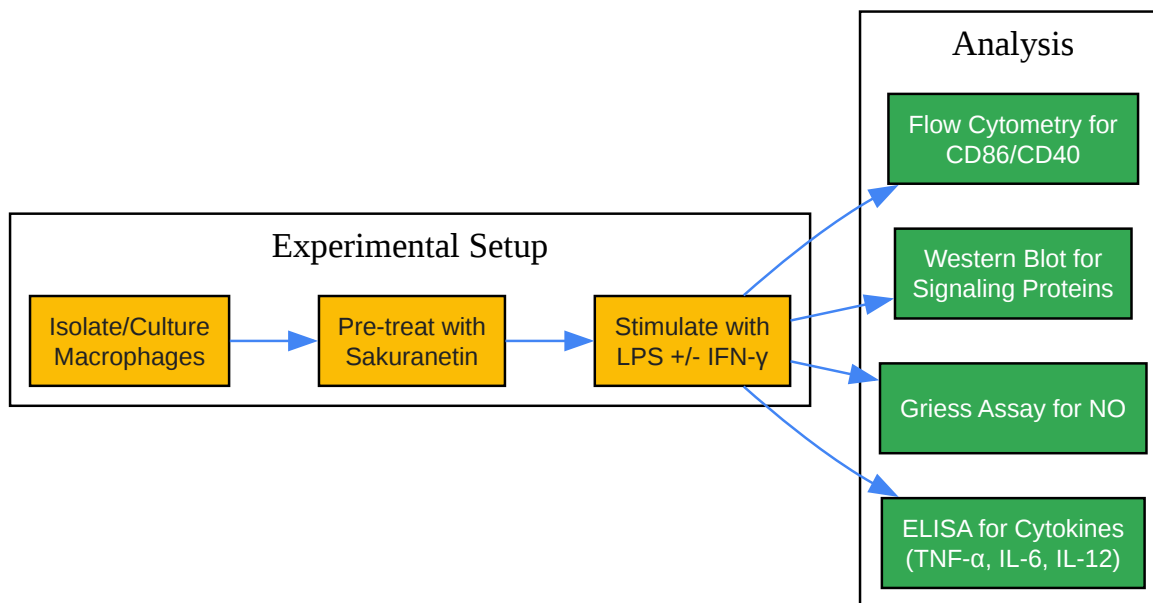 Experimental Setup
Isolate/Culture
Macrophages
Pre-treat with
Sakuranetin
Stimulate with
LPS +/- IFN-γ
Analysis
Flow Cytometry for
CD86/CD40
Western Blot for
Signaling Proteins
Griess Assay for NO
ELISA for Cytokines
(TNF-α, IL-6, IL-12)